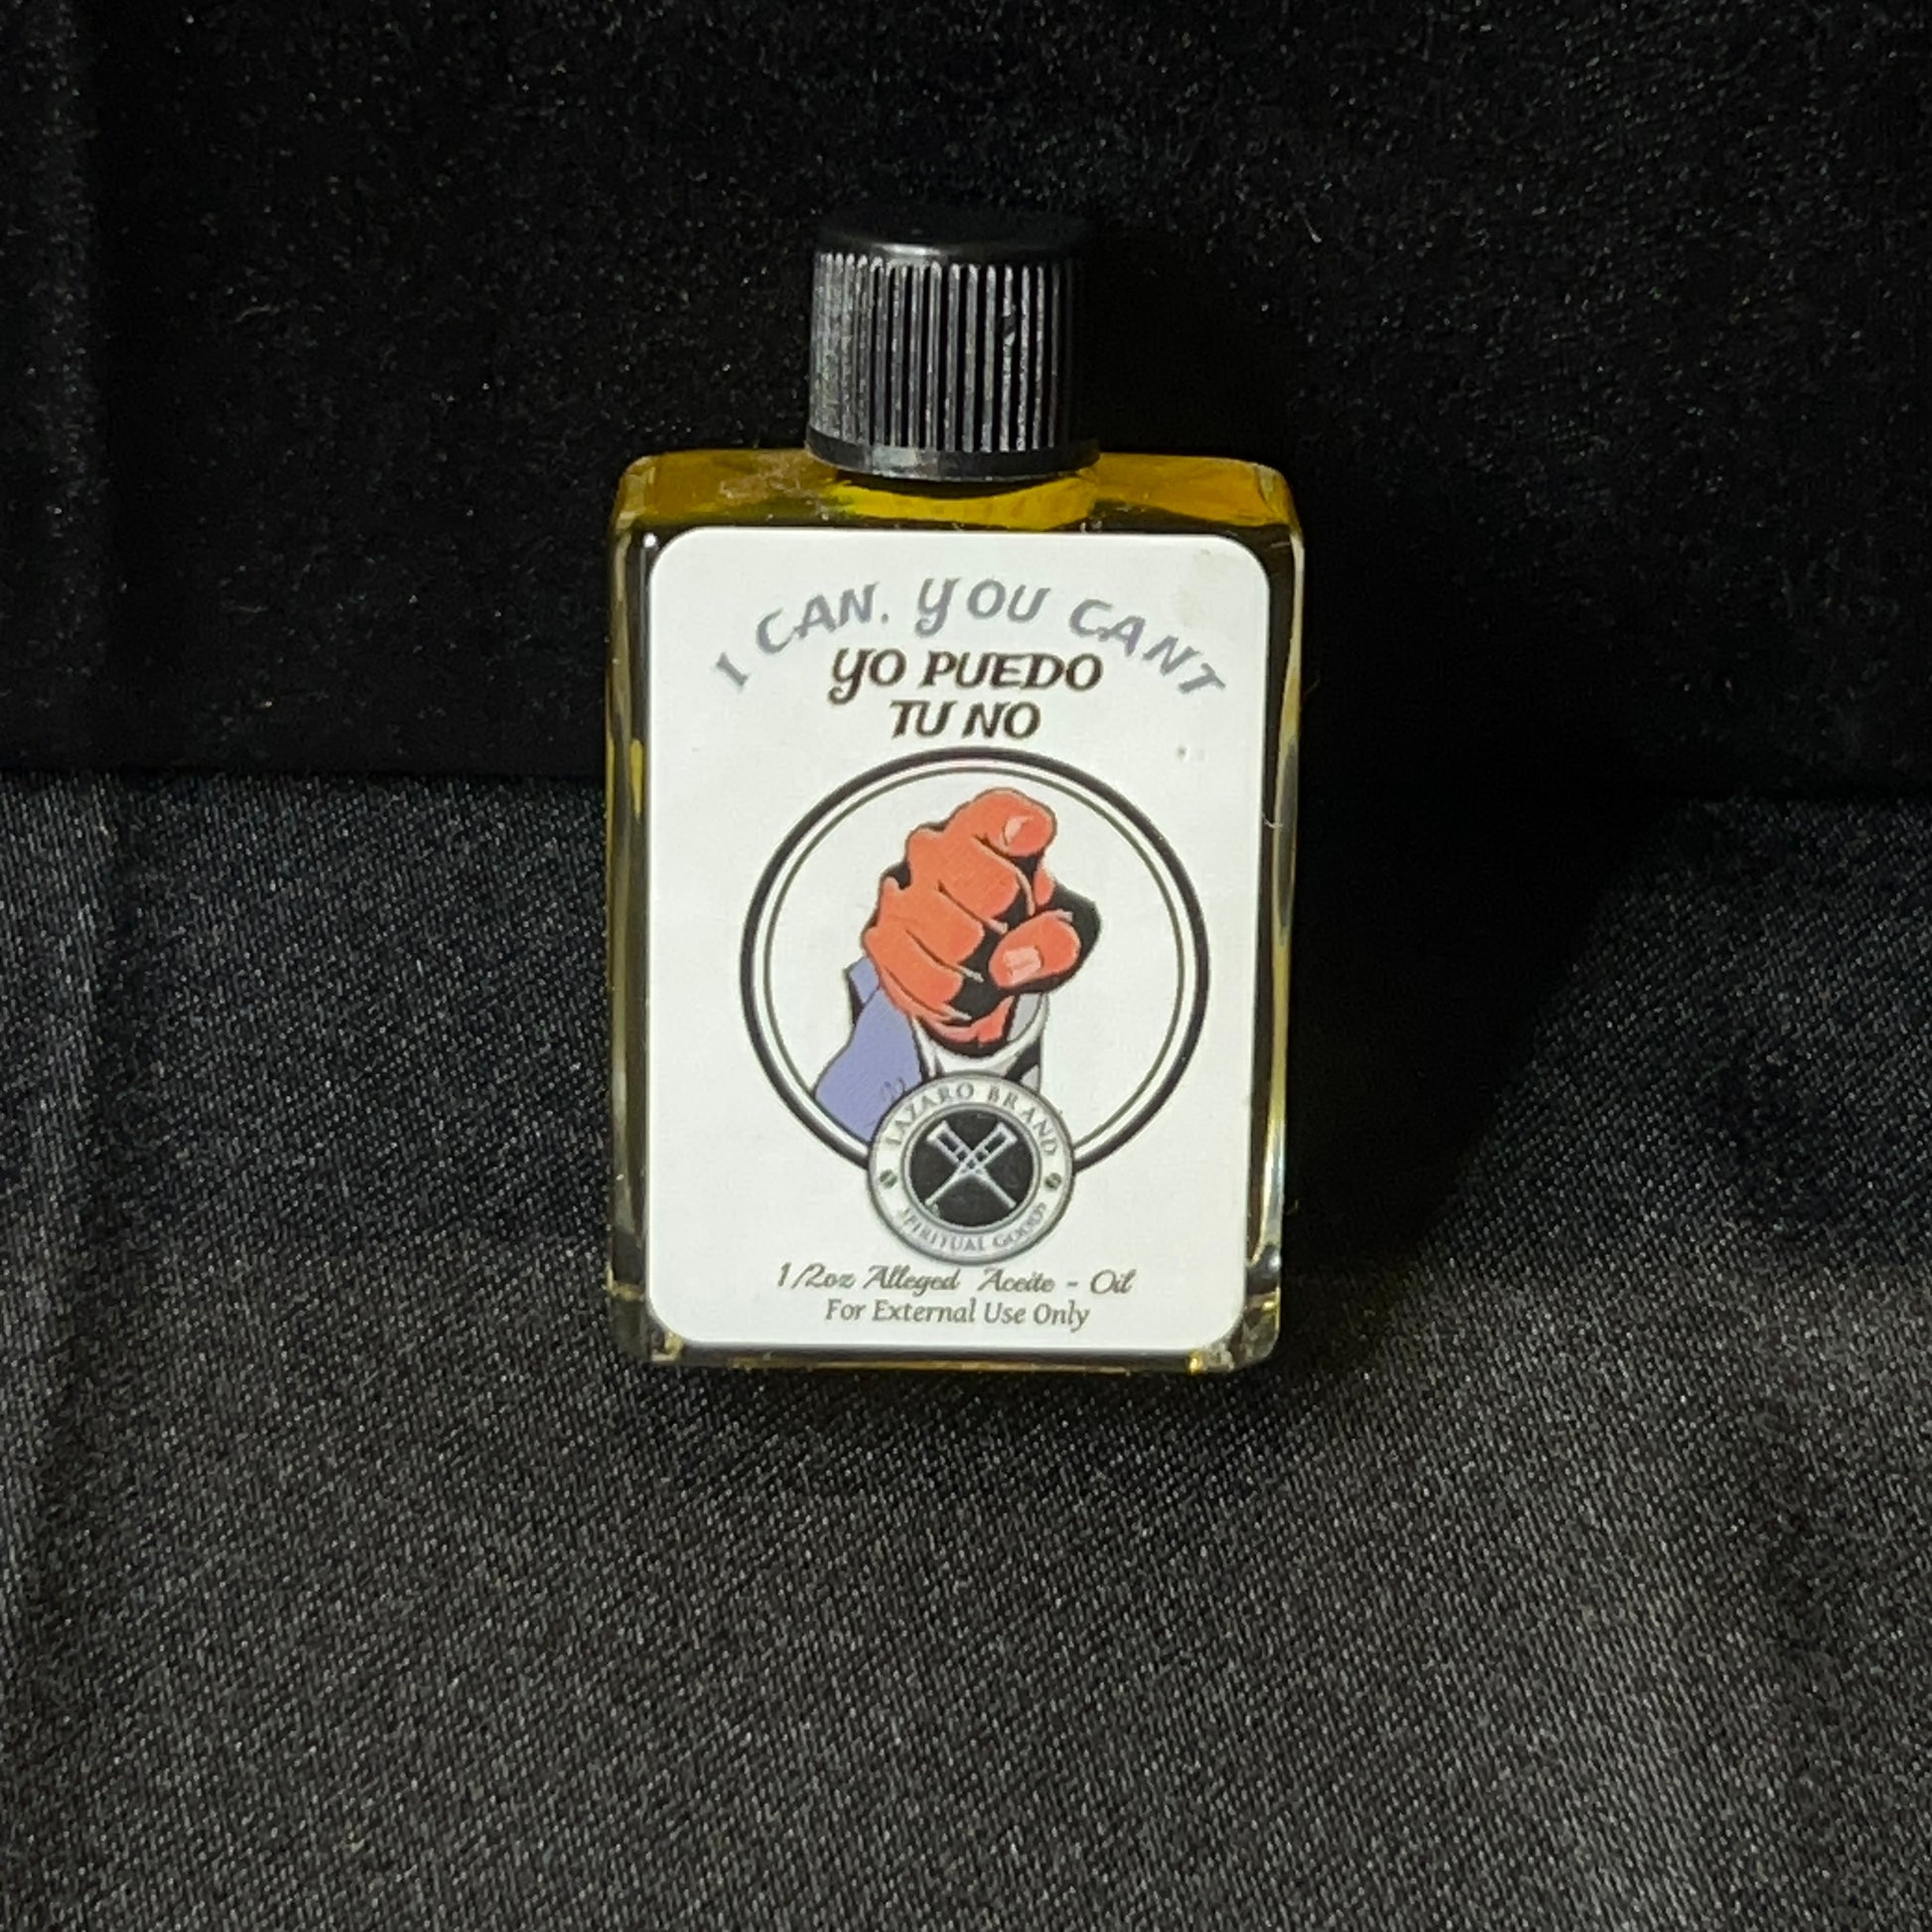 I CAN, YOU CANT
YO PUEDO
TU NO
LAZARO BRAND
SPIRITUAL GOODS
1/2oz Alleged Aceite - Oil
For External Use Only